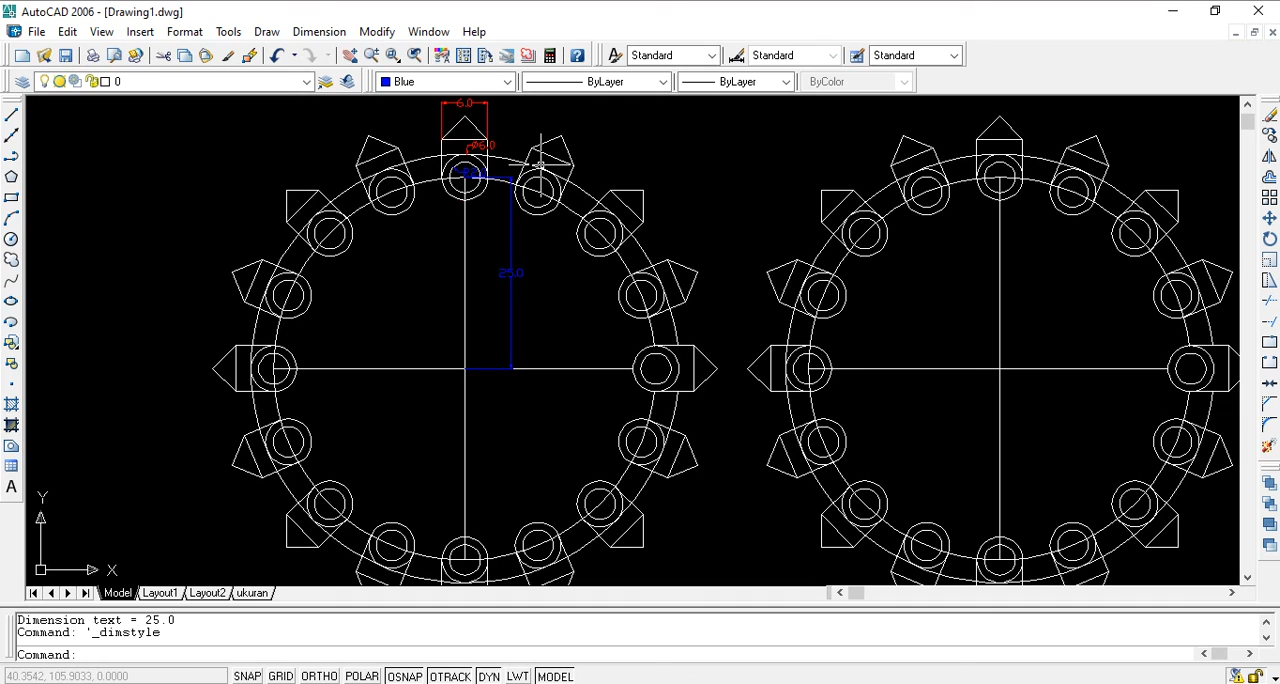 AutoCAD 2006 - [Drawing1.dwg]
File Edit View Insert Format Tools Draw Dimension Modify Window Help
Standard Standard Standard
0 Blue ByLayer ByLayer ByColor
6.0
Ø6.0
25.0
Y
X
A
Model Layout1 Layout2 ukuran
Dimension text = 25.0
Command: '_dimstyle
Command:
40.3542, 105.9033, 0.0000 SNAP GRID ORTHO POLAR OSNAP OTRACK DYN LWT MODEL